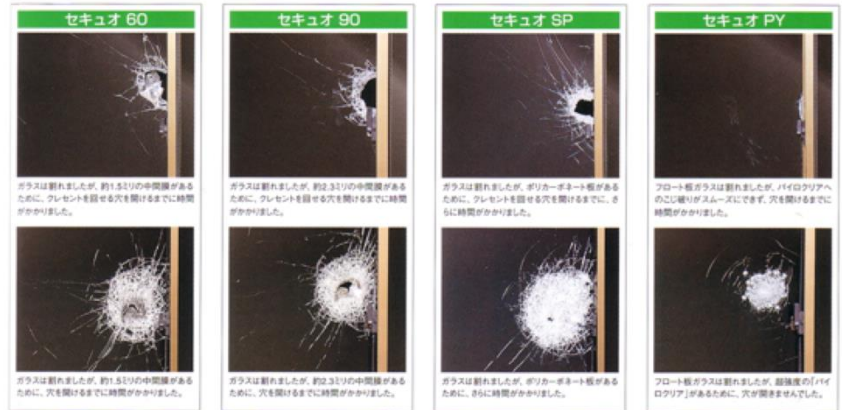 セキュオ 60
ガラスは割れましたが、約1.5ミリの中間膜がある
ために、クレセントを回せる穴を開けるまでに時間
がかかりました。
ガラスは割れましたが、約1.5ミリの中間膜がある
ために、穴を開けるまでに時間がかかりました。
セキュオ 90
ガラスは割れましたが、約2.3ミリの中間膜がある
ために、クレセントを回せる穴を開けるまでに時間
がかかりました。
ガラスは割れましたが、約2.3ミリの中間膜がある
ために、穴を開けるまでに時間がかかりました。
セキュオ SP
ガラスは割れましたが、ポリカーボネート板がある
ために、クレセントを回せる穴を開けるまでに、さ
らに時間がかかりました。
ガラスは割れましたが、ポリカーボネート板がある
ために、さらに時間がかかりました。
セキュオ PY
フロート板ガラスは割れましたが、パイロクリアへ
のこじ破りがスムーズにできず、穴を開けるまでに
時間がかかりました。
フロート板ガラスは割れましたが、超強度の「パイ
ロクリア」があるために、穴が開きませんでした。